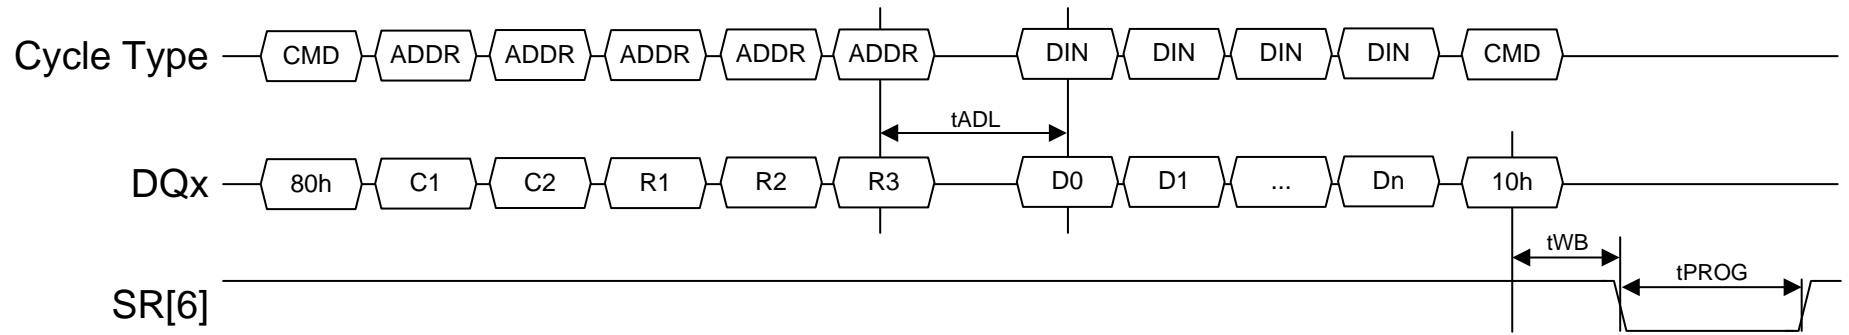 Cycle Type CMD ADDR ADDR ADDR ADDR ADDR DIN DIN DIN DIN CMD
tADL
DQx 80h C1 C2 R1 R2 R3 D0 D1 ... Dn 10h
tWB
tPROG
SR[6]